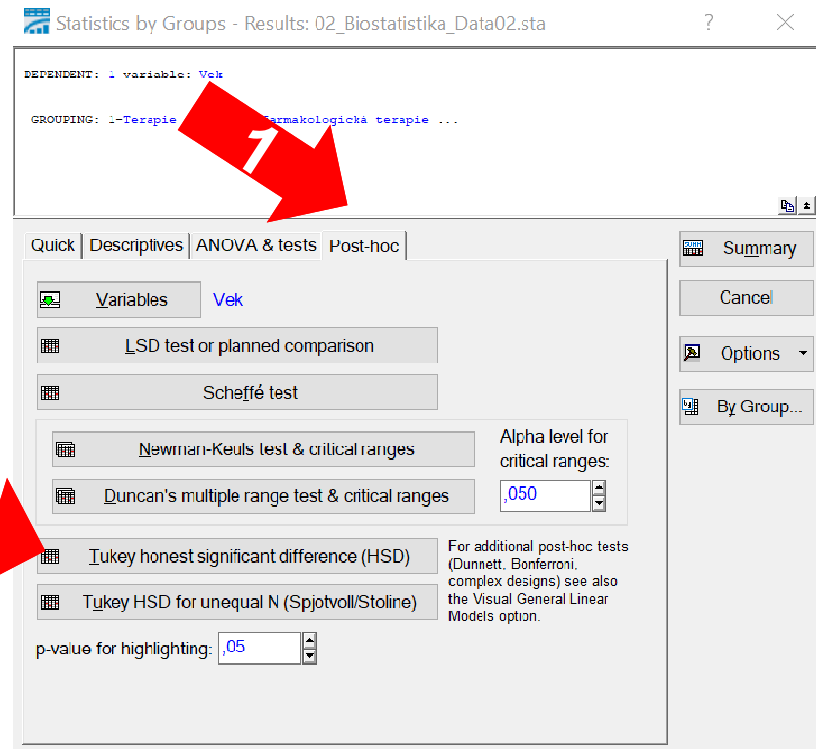 Statistics by Groups - Results: 02_Biostatistika_Data02.sta ?
DEPENDENT: 1 variable: Vek
GROUPING: 1-Terapie farmakologická terapie ...
1
Quick Descriptives ANOVA & tests Post-hoc
Summary
Variables Vek
Cancel
LSD test or planned comparison
Options
Scheffé test
By Group...
Newman-Keuls test & critical ranges
Alpha level for
critical ranges:
Duncan's multiple range test & critical ranges
,050
Tukey honest significant difference (HSD)
For additional post-hoc tests
(Dunnett, Bonferroni,
complex designs) see also
the Visual General Linear
Models option.
Tukey HSD for unequal N (Spjotvoll/Stoline)
p-value for highlighting: ,05